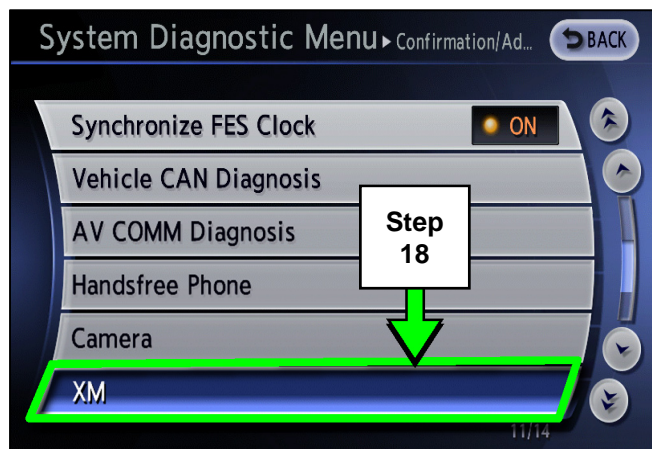 System Diagnostic Menu ▸ Confirmation/Ad... BACK
Synchronize FES Clock ON
Vehicle CAN Diagnosis
AV COMM Diagnosis
Step
18
Handsfree Phone
Camera
XM
11/14